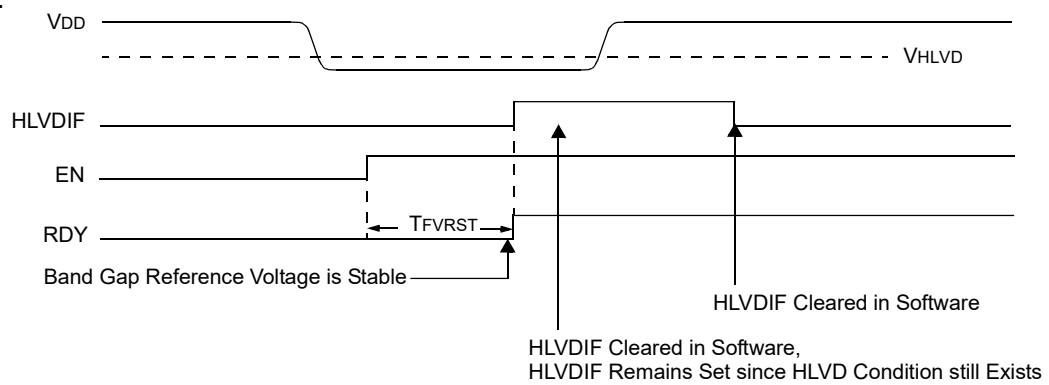 VDD
VHLVD
HLVDIF
EN
TFVRST
RDY
Band Gap Reference Voltage is Stable
HLVDIF Cleared in Software
HLVDIF Cleared in Software,
HLVDIF Remains Set since HLVD Condition still Exists